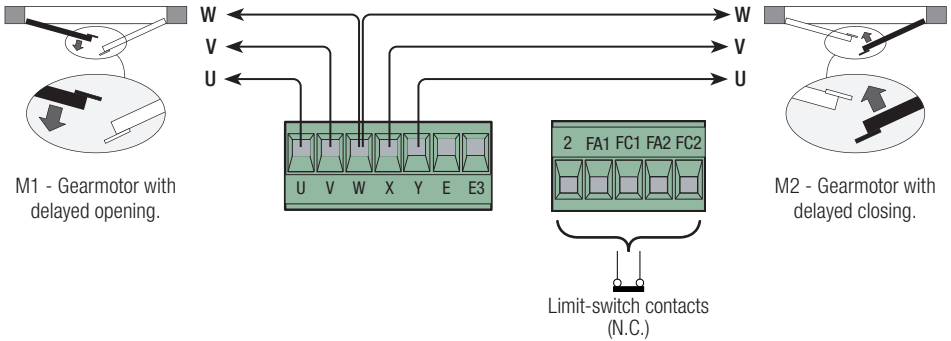 W W
V V
U U
U V W X Y E E3
2 FA1 FC1 FA2 FC2
M1 - Gearmotor with
delayed opening.
M2 - Gearmotor with
delayed closing.
Limit-switch contacts
(N.C.)